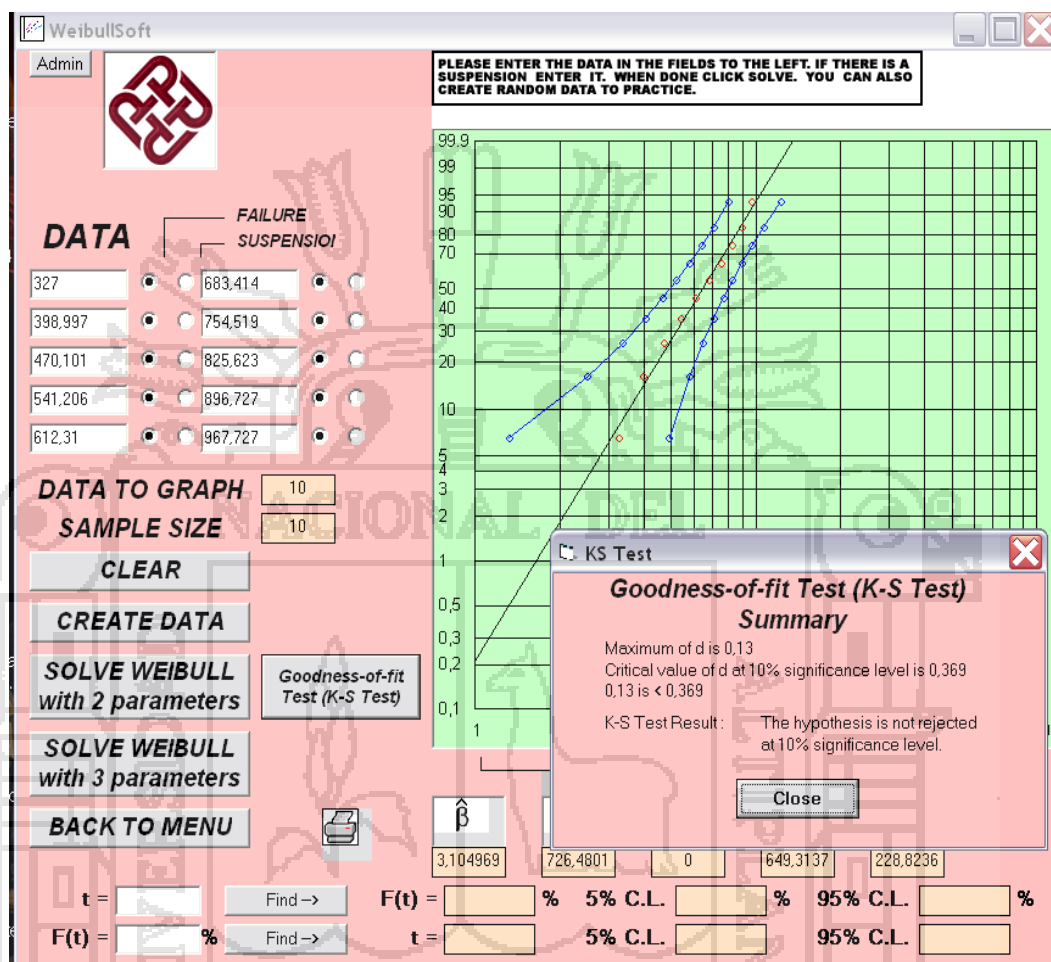 WeibullSoft
Admin
PLEASE ENTER THE DATA IN THE FIELDS TO THE LEFT. IF THERE IS A
SUSPENSION ENTER IT. WHEN DONE CLICK SOLVE. YOU CAN ALSO
CREATE RANDOM DATA TO PRACTICE.
DATA
FAILURE
SUSPENSIOI
327
683,414
398,997
754,519
470,101
825,623
541,206
896,727
612,31
967,727
DATA TO GRAPH 10
SAMPLE SIZE 10
CLEAR
CREATE DATA
SOLVE WEIBULL
with 2 parameters
Goodness-of-fit
Test (K-S Test)
SOLVE WEIBULL
with 3 parameters
BACK TO MENU
99.9
99
95
90
80
70
50
40
30
20
10
5
4
3
2
1
0,5
0,3
0,2
0,1
1
KS Test
Goodness-of-fit Test (K-S Test)
Summary
Maximum of d is 0,13
Critical value of d at 10% significance level is 0,369
0,13 is < 0,369
K-S Test Result : The hypothesis is not rejected
at 10% significance level.
Close
β̂
3,104969 726,4801 0 649,3137 228,8236
t = Find --> F(t) = % 5% C.L. % 95% C.L. %
F(t) = % Find --> t = 5% C.L. 95% C.L.
NACIONAL DEL